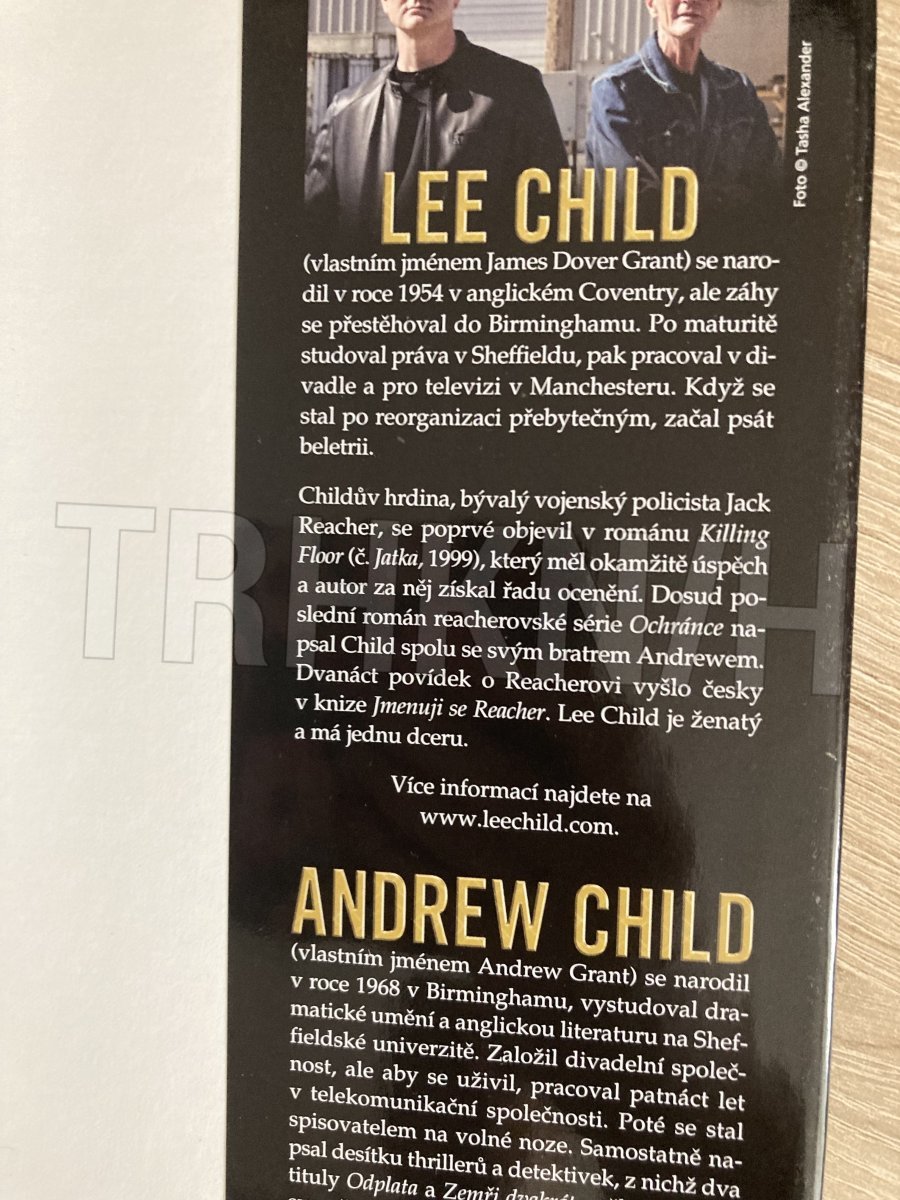 Foto © Tasha Alexander
LEE CHILD
(vlastním jménem James Dover Grant) se naro-
dil v roce 1954 v anglickém Coventry, ale záhy
se přestěhoval do Birminghamu. Po maturitě
studoval práva v Sheffieldu, pak pracoval v di-
vadle a pro televizi v Manchesteru. Když se
stal po reorganizaci přebytečným, začal psát
beletrii.
Childův hrdina, bývalý vojenský policista Jack
Reacher, se poprvé objevil v románu Killing
Floor (č. Jatka, 1999), který měl okamžitě úspěch
a autor za něj získal řadu ocenění. Dosud po-
slední román reacherovské série Ochránce na-
psal Child spolu se svým bratrem Andrewem.
Dvanáct povídek o Reacherovi vyšlo česky
v knize Jmenuji se Reacher. Lee Child je ženatý
a má jednu dceru.
Více informací najdete na
www.leechild.com.
ANDREW CHILD
(vlastním jménem Andrew Grant) se narodil
v roce 1968 v Birminghamu, vystudoval dra-
matické umění a anglickou literaturu na Shef-
fieldské univerzitě. Založil divadelní společ-
nost, ale aby se uživil, pracoval patnáct let
v telekomunikační společnosti. Poté se stal
spisovatelem na volné noze. Samostatně na-
psal desítku thrillerů a detektivek, z nichž dva
tituly Odplata a Zemři